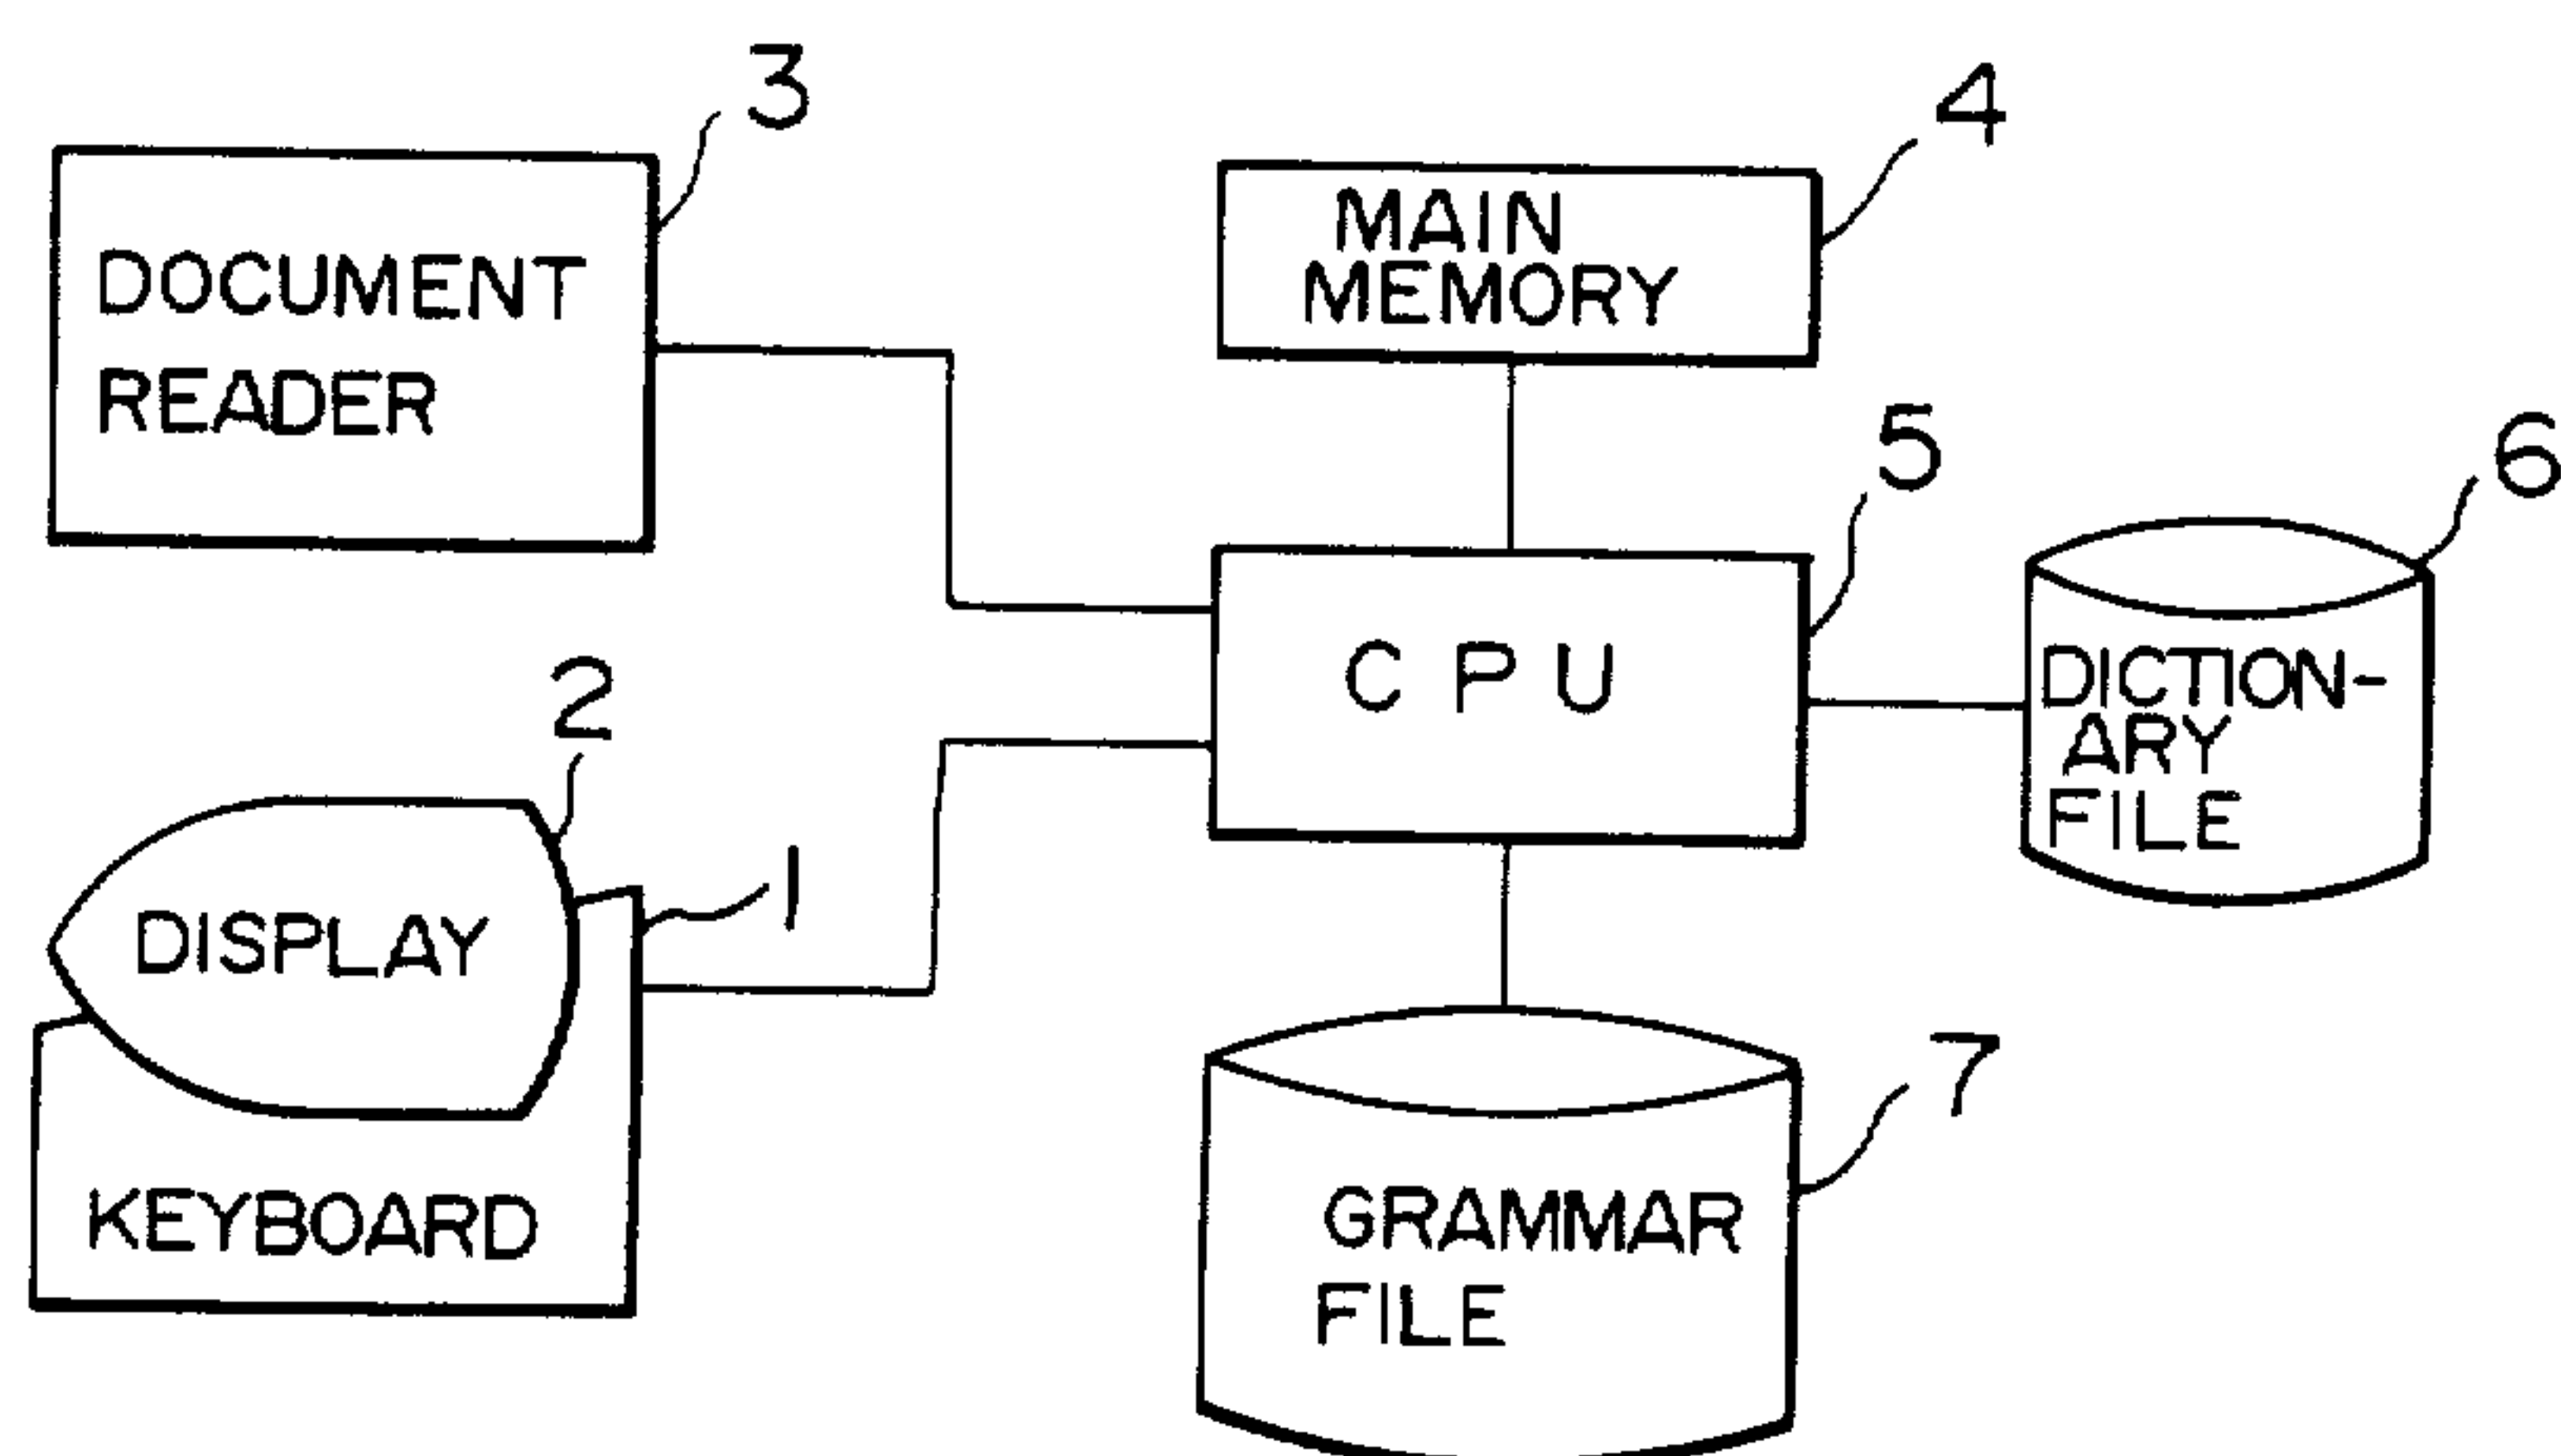 3
DOCUMENT
READER
4
MAIN
MEMORY
5
C P U
6
DICTION-
ARY
FILE
2
DISPLAY
1
KEYBOARD
7
GRAMMAR
FILE